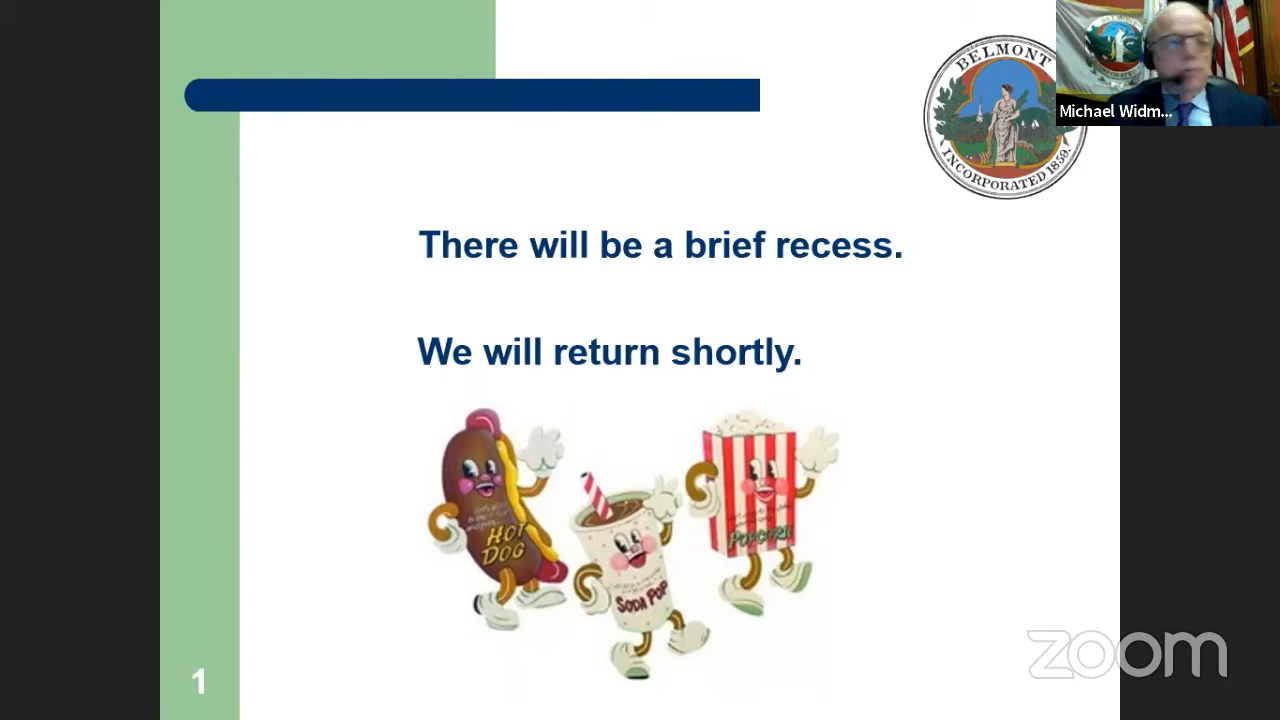 BELMONT
INCORPORATED 1859.
Michael Widm...
There will be a brief recess.
We will return shortly.
HOT
DOG
SODA POP
POPCORN
zoom
1